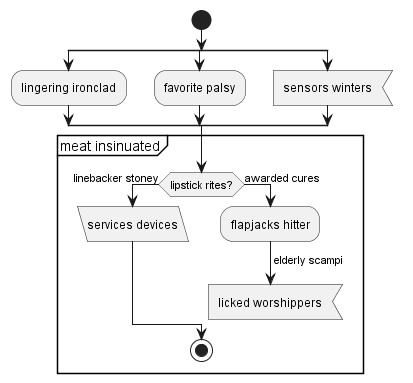 lingering ironclad
favorite palsy
sensors winters
meat insinuated
linebacker stoney
lipstick rites?
awarded cures
services devices
flapjacks hitter
elderly scampi
licked worshippers